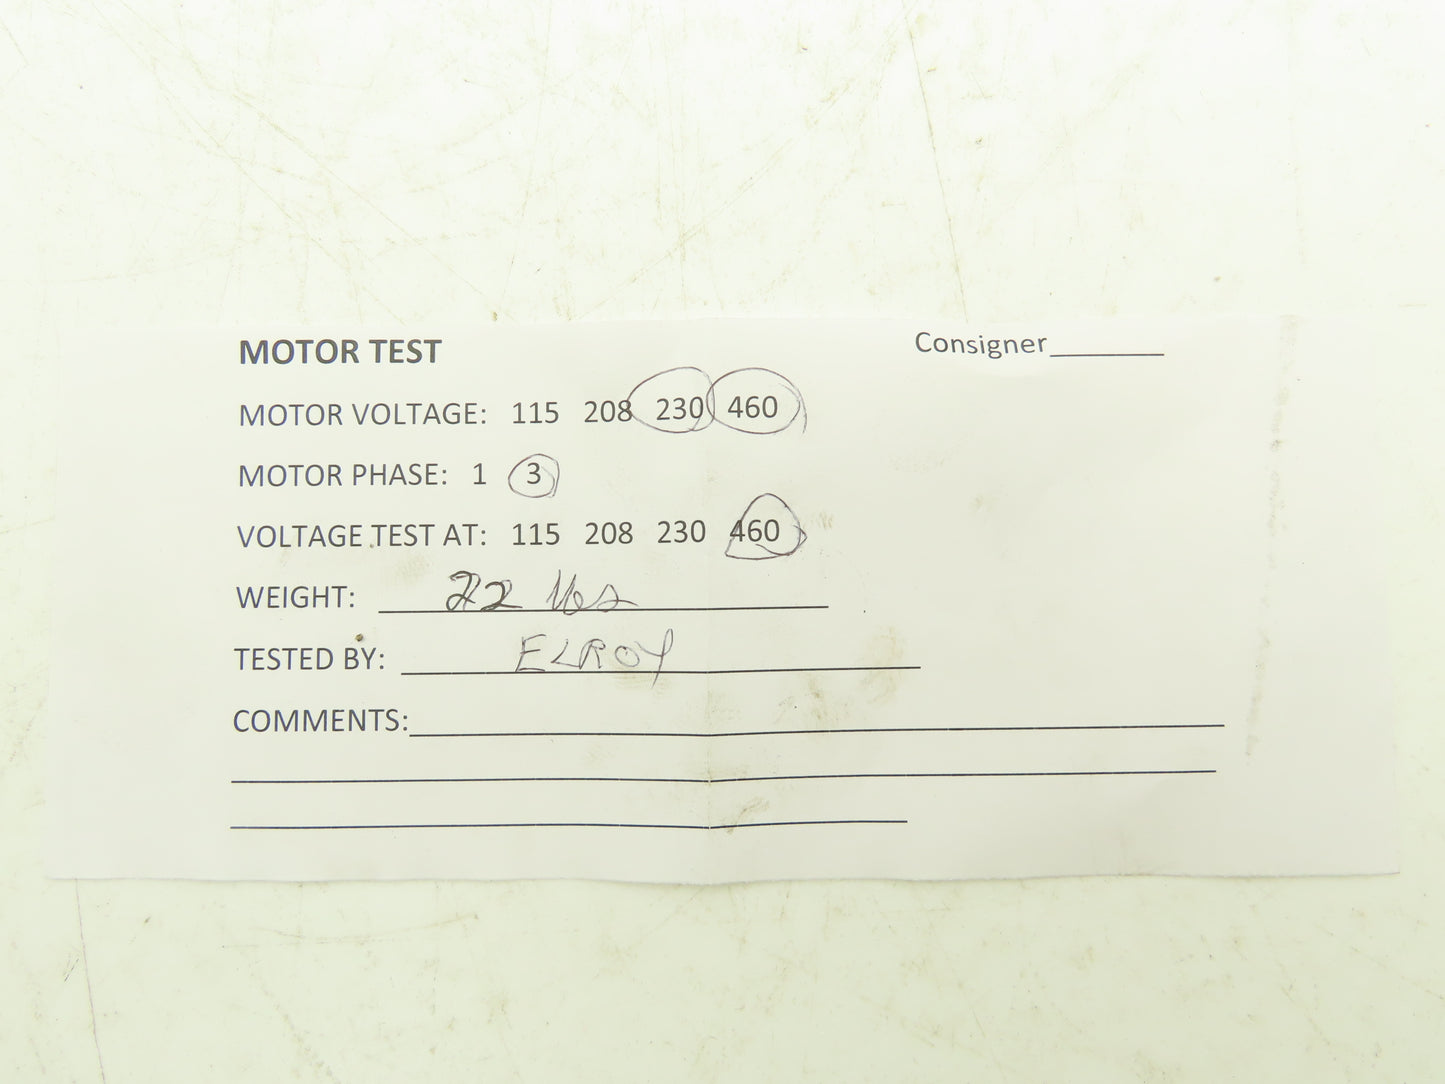 MOTOR TEST
Consigner_______
MOTOR VOLTAGE: 115 208 230 460
MOTOR PHASE: 1 3
VOLTAGE TEST AT: 115 208 230 460
WEIGHT: 22 lbs
TESTED BY: ELROY
COMMENTS: